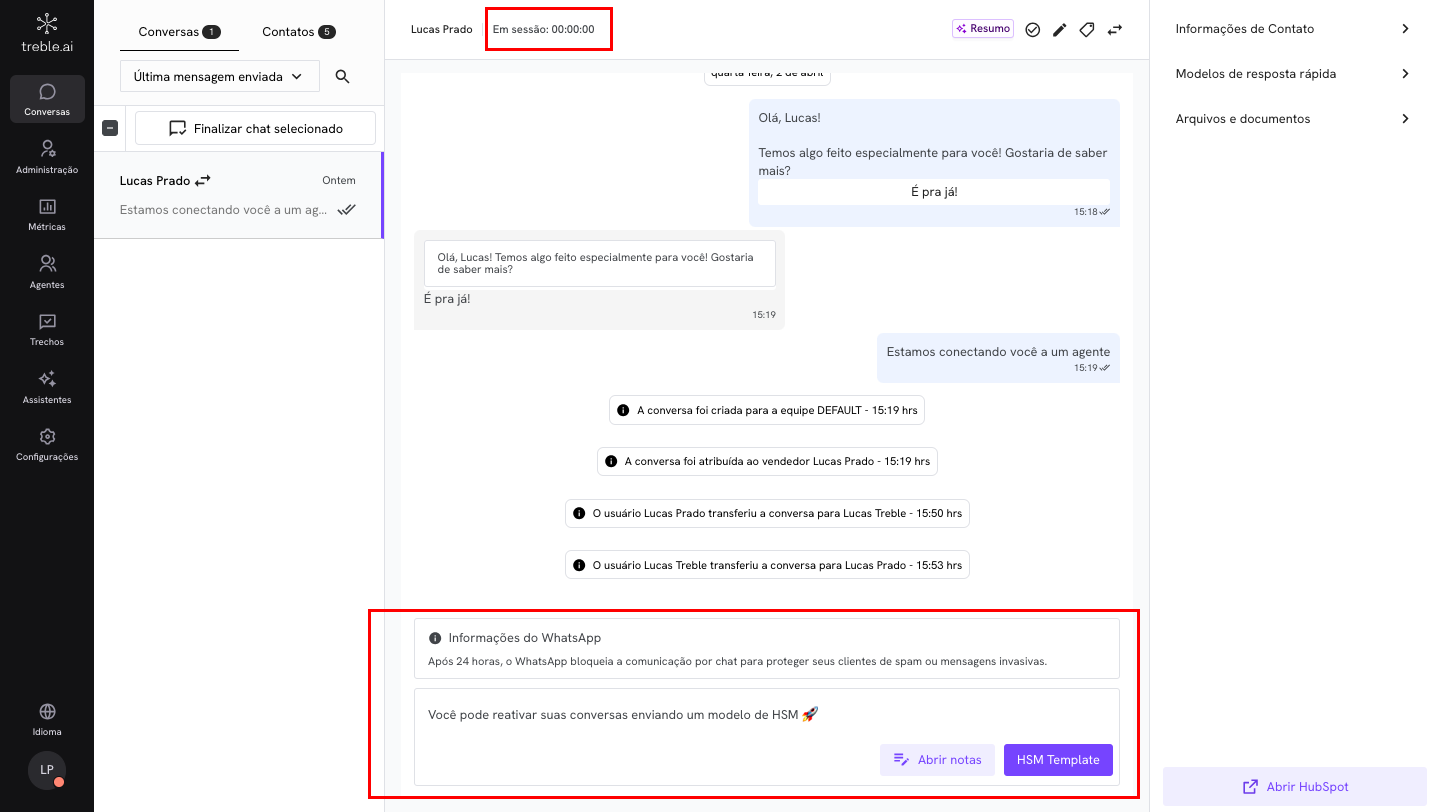 treble.ai
Conversas
Administração
Métricas
Agentes
Trechos
Assistentes
Configurações
Idioma
LP
Conversas 1
Contatos 5
Última mensagem enviada
Finalizar chat selecionado
Lucas Prado
Ontem
Estamos conectando você a um ag...
Lucas Prado
Em sessão: 00:00:00
Resumo
quarta-feira, 2 de abril
Olá, Lucas!
Temos algo feito especialmente para você! Gostaria de saber
mais?
É pra já!
15:18
Olá, Lucas! Temos algo feito especialmente para você! Gostaria
de saber mais?
É pra já!
15:19
Estamos conectando você a um agente
15:19
A conversa foi criada para a equipe DEFAULT - 15:19 hrs
A conversa foi atribuída ao vendedor Lucas Prado - 15:19 hrs
O usuário Lucas Prado transferiu a conversa para Lucas Treble - 15:50 hrs
O usuário Lucas Treble transferiu a conversa para Lucas Prado - 15:53 hrs
Informações do WhatsApp
Após 24 horas, o WhatsApp bloqueia a comunicação por chat para proteger seus clientes de spam ou mensagens invasivas.
Você pode reativar suas conversas enviando um modelo de HSM 🚀
Abrir notas
HSM Template
Informações de Contato
Modelos de resposta rápida
Arquivos e documentos
Abrir HubSpot